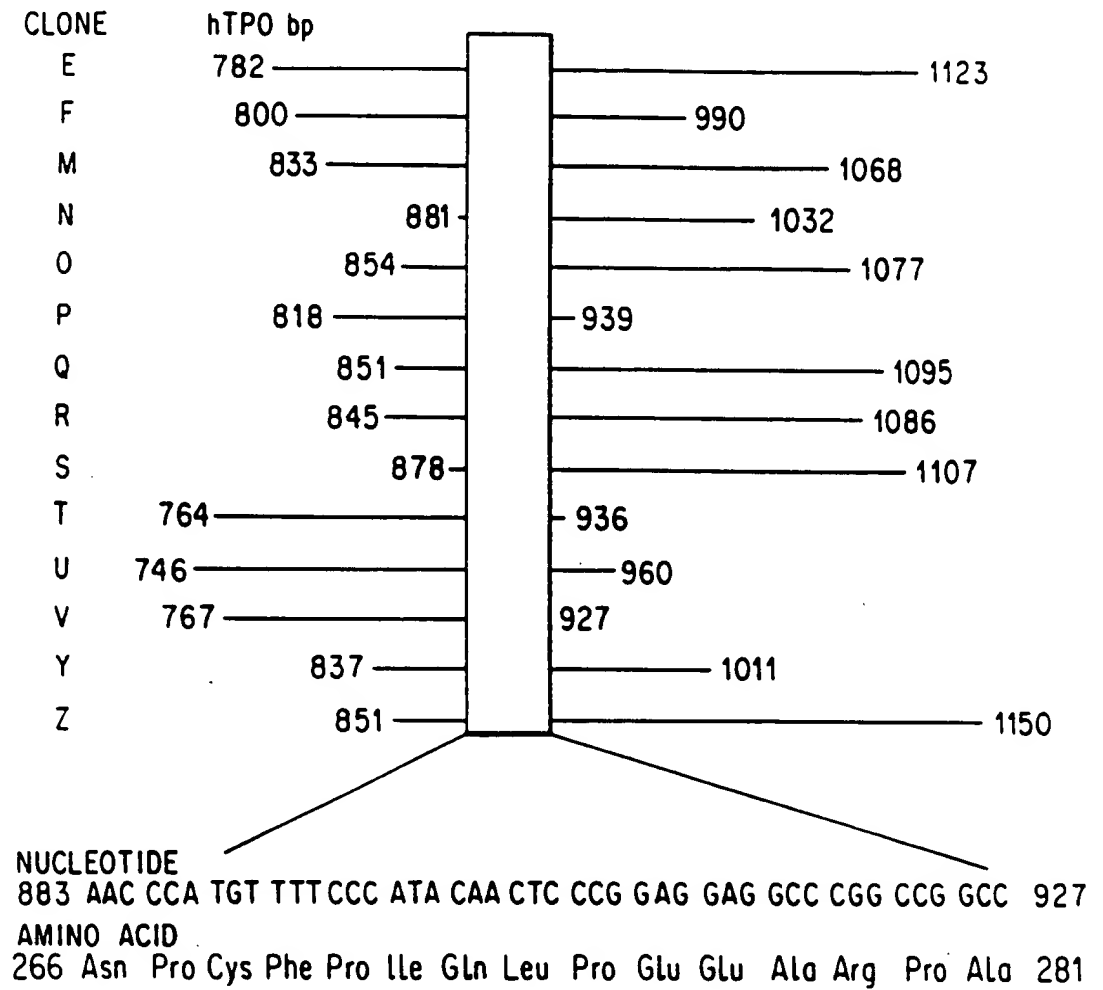 CLONE hTPO bp
E 782 1123
F 800 990
M 833 1068
N 881 1032
O 854 1077
P 818 939
Q 851 1095
R 845 1086
S 878 1107
T 764 936
U 746 960
V 767 927
Y 837 1011
Z 851 1150
NUCLEOTIDE
883 AAC CCA TGT TTT CCC ATA CAA CTC CCG GAG GAG GCC CGG CCG GCC 927
AMINO ACID
266 Asn Pro Cys Phe Pro Ile Gln Leu Pro Glu Glu Ala Arg Pro Ala 281